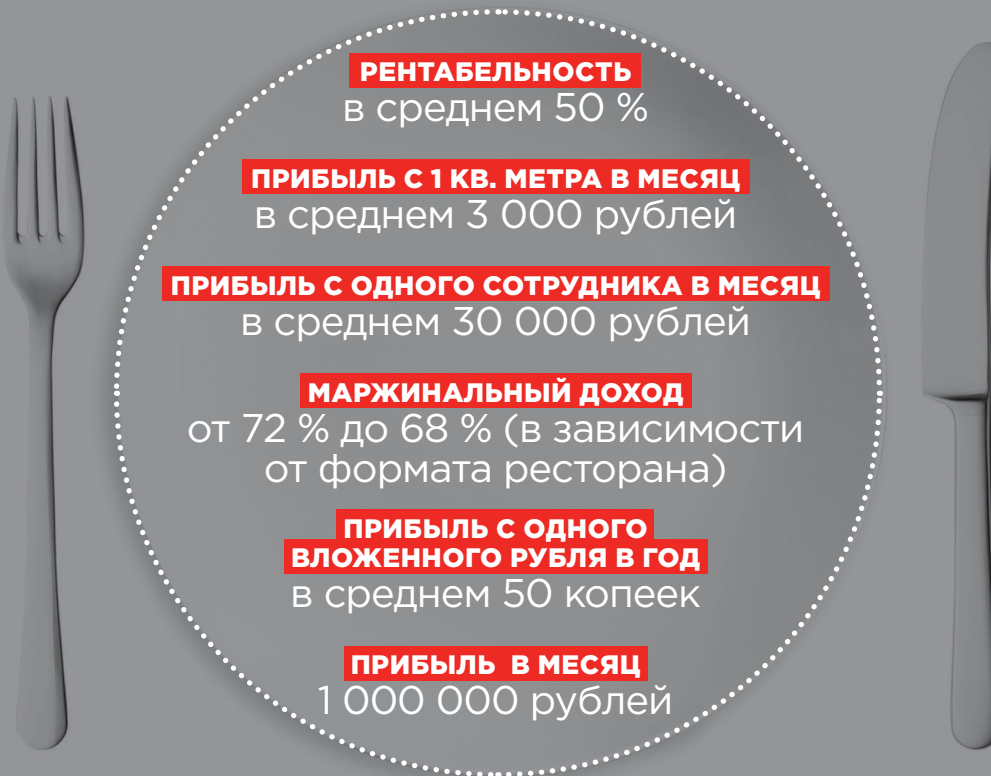 РЕНТАБЕЛЬНОСТЬ
в среднем 50 %
ПРИБЫЛЬ С 1 КВ. МЕТРА В МЕСЯЦ
в среднем 3 000 рублей
ПРИБЫЛЬ С ОДНОГО СОТРУДНИКА В МЕСЯЦ
в среднем 30 000 рублей
МАРЖИНАЛЬНЫЙ ДОХОД
от 72 % до 68 % (в зависимости
от формата ресторана)
ПРИБЫЛЬ С ОДНОГО
ВЛОЖЕННОГО РУБЛЯ В ГОД
в среднем 50 копеек
ПРИБЫЛЬ В МЕСЯЦ
1 000 000 рублей